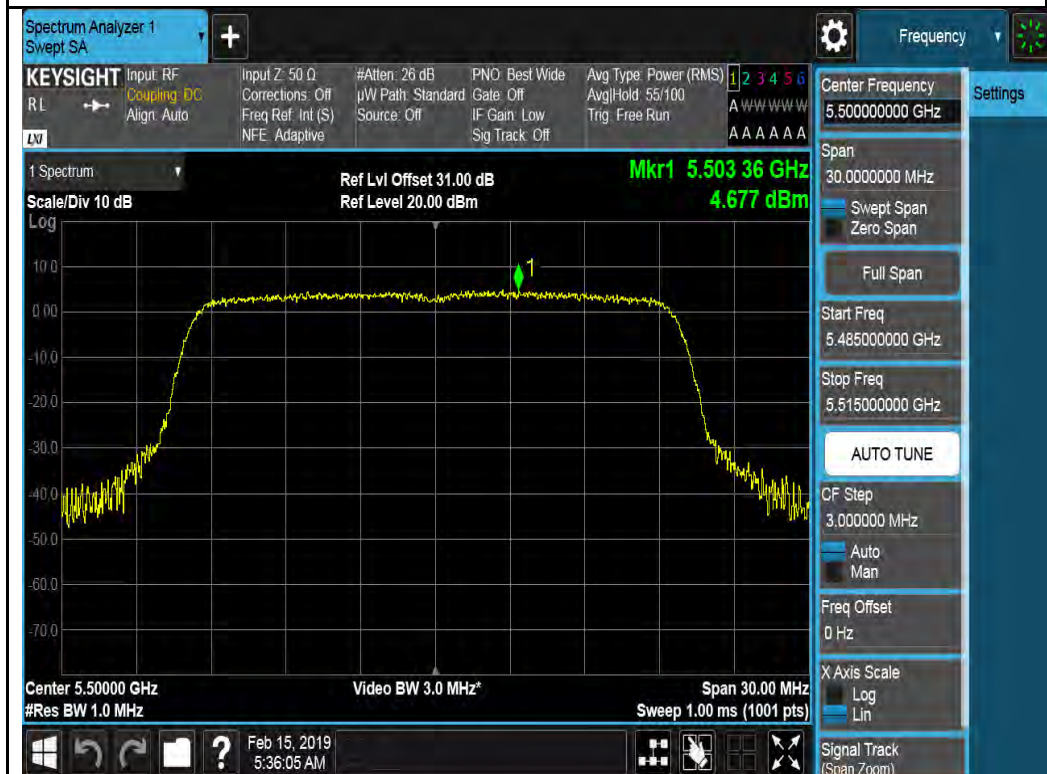 Spectrum Analyzer 1
Swept SA
+
Frequency
KEYSIGHT
RL
LXI
Input: RF
Coupling: DC
Align: Auto
Input Z: 50 Ω
Corrections: Off
Freq Ref: Int (S)
NFE: Adaptive
#Atten: 26 dB
µW Path: Standard
Source: Off
PNO: Best Wide
Gate: Off
IF Gain: Low
Sig Track: Off
Avg Type: Power (RMS)
Avg|Hold: 55/100
Trig: Free Run
1 2 3 4 5 6
A W W W W W
A A A A A A
1 Spectrum
Scale/Div 10 dB
Ref Lvl Offset 31.00 dB
Ref Level 20.00 dBm
Mkr1 5.503 36 GHz
4.677 dBm
Log
1
10.0
0.00
-10.0
-20.0
-30.0
-40.0
-50.0
-60.0
-70.0
Center 5.50000 GHz
#Res BW 1.0 MHz
Video BW 3.0 MHz*
Span 30.00 MHz
Sweep 1.00 ms (1001 pts)
?
Feb 15, 2019
5:36:05 AM
Center Frequency
5.500000000 GHz
Span
30.0000000 MHz
Swept Span
Zero Span
Full Span
Start Freq
5.485000000 GHz
Stop Freq
5.515000000 GHz
AUTO TUNE
CF Step
3.000000 MHz
Auto
Man
Freq Offset
0 Hz
X Axis Scale
Log
Lin
Signal Track
(Span Zoom)
Settings